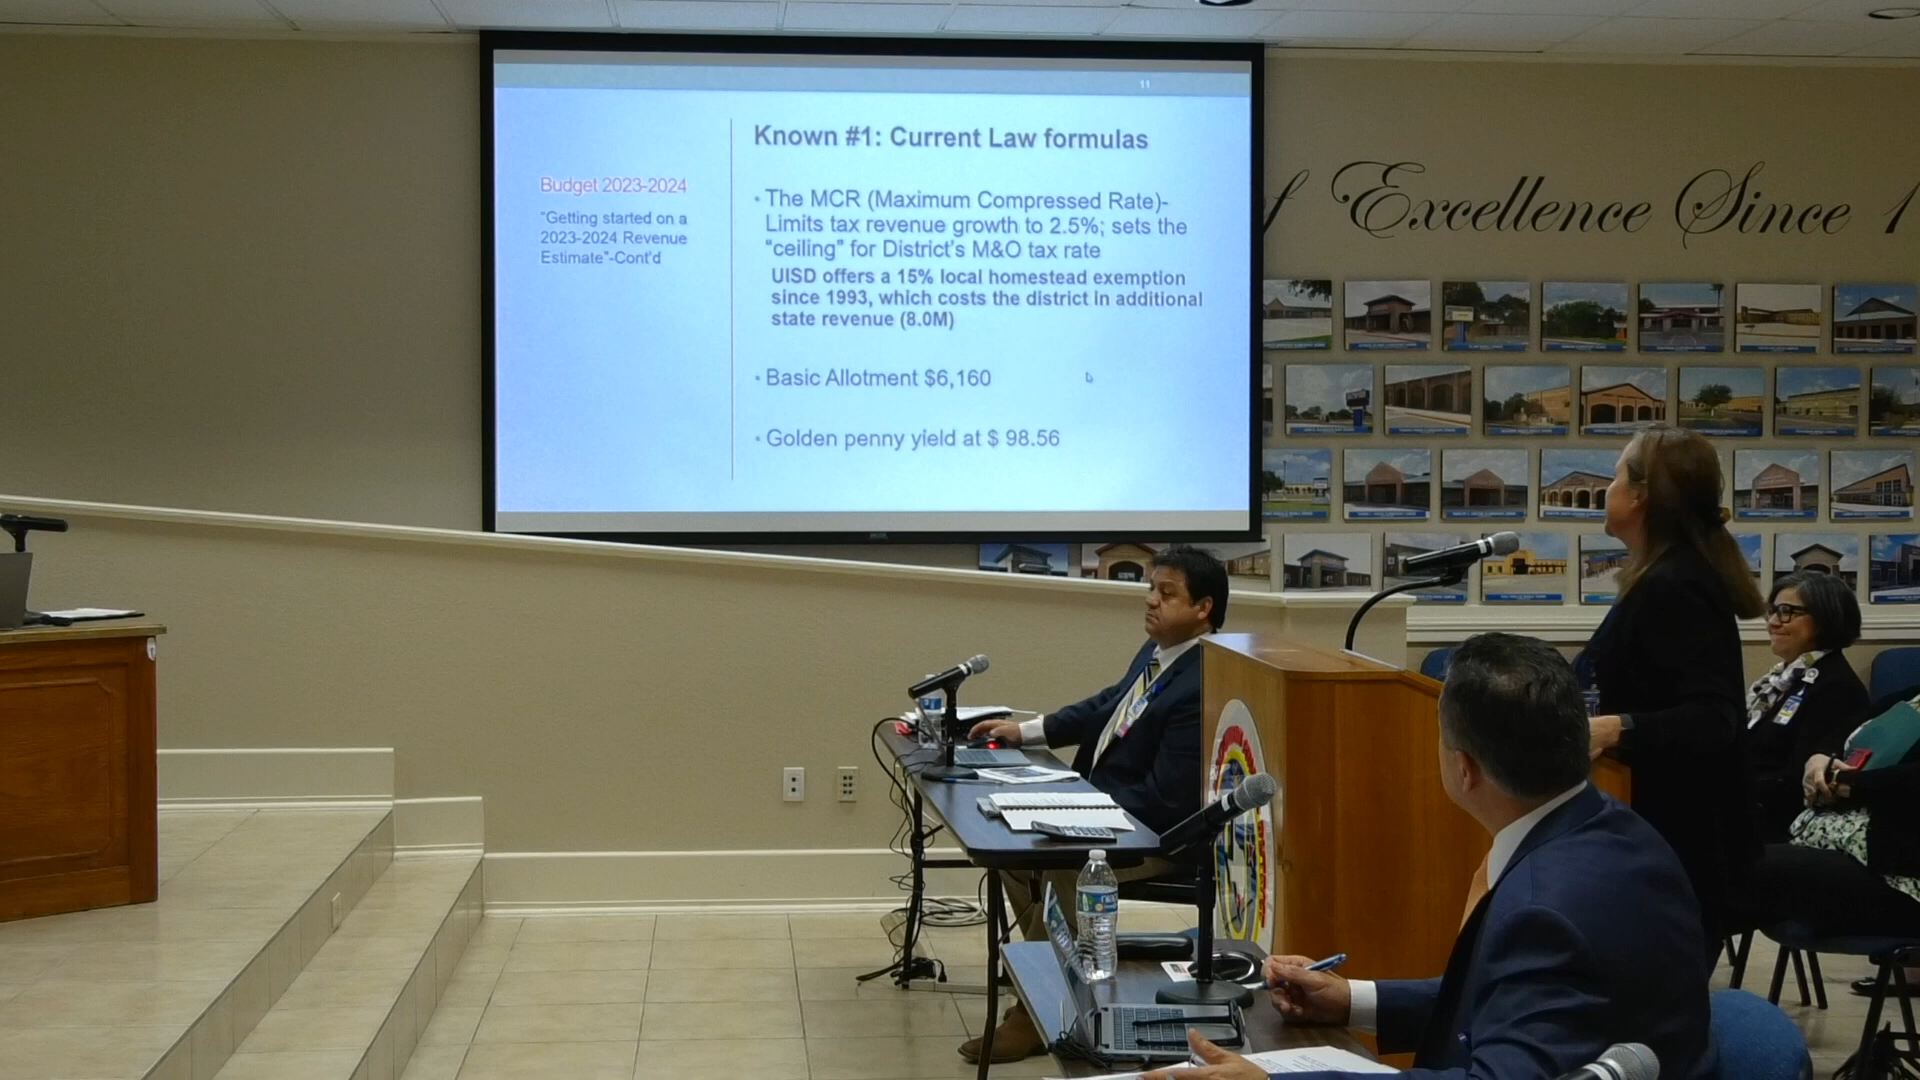 11
Known #1: Current Law formulas
Budget 2023-2024
"Getting started on a
2023-2024 Revenue
Estimate"-Cont'd
• The MCR (Maximum Compressed Rate)-
Limits tax revenue growth to 2.5%; sets the
"ceiling" for District's M&O tax rate
UISD offers a 15% local homestead exemption
since 1993, which costs the district in additional
state revenue (8.0M)
• Basic Allotment $6,160
• Golden penny yield at $ 98.56
f Excellence Since 1